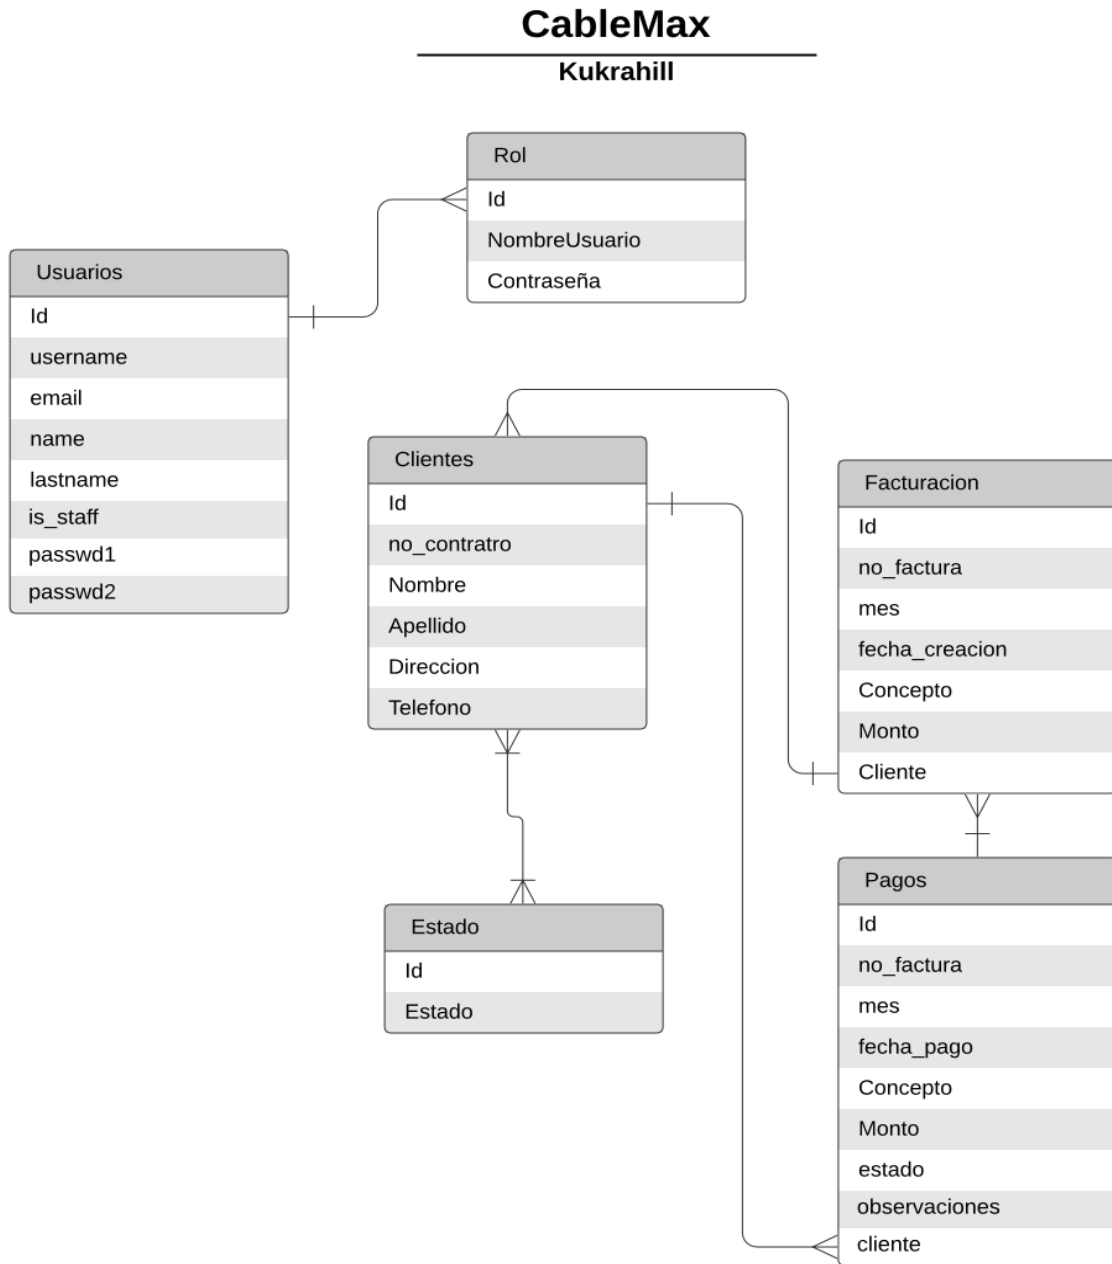 CableMax
Kukrahill
Rol
Id
NombreUsuario
Contraseña
Usuarios
Id
username
email
name
lastname
is_staff
passwd1
passwd2
Clientes
Id
no_contratro
Nombre
Apellido
Direccion
Telefono
Facturacion
Id
no_factura
mes
fecha_creacion
Concepto
Monto
Cliente
Estado
Id
Estado
Pagos
Id
no_factura
mes
fecha_pago
Concepto
Monto
estado
observaciones
cliente